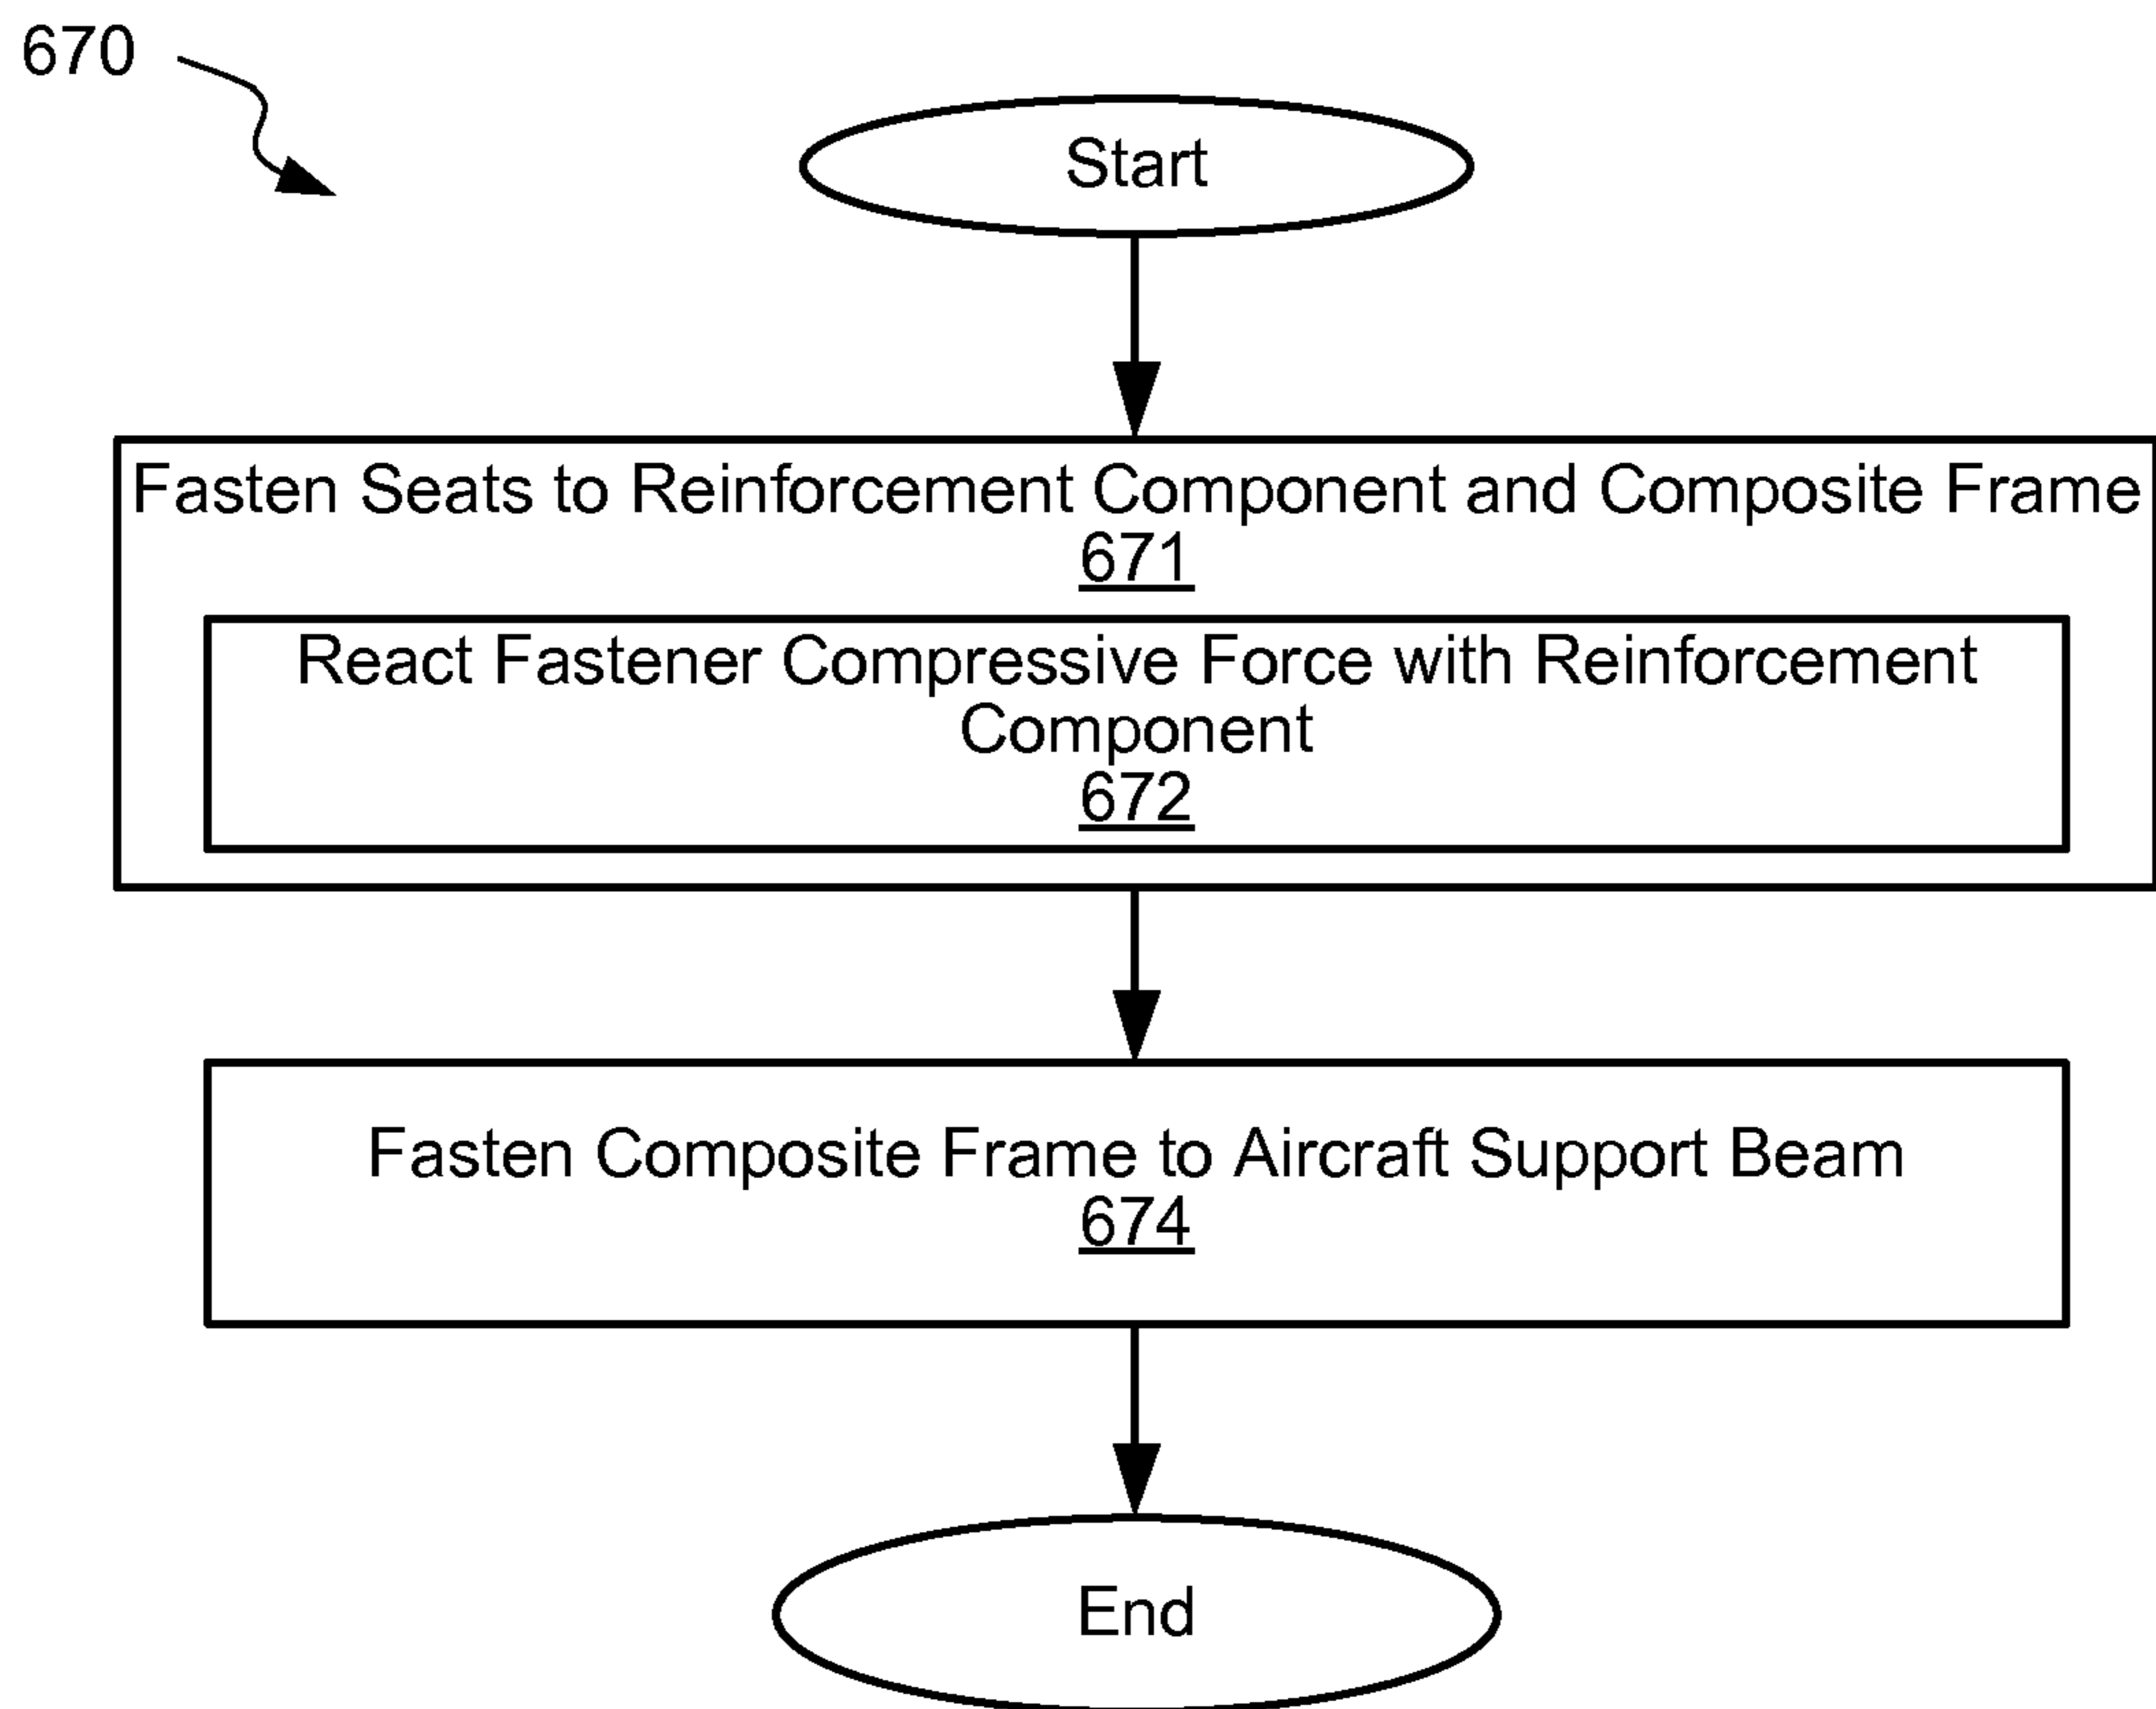 670
Start
Fasten Seats to Reinforcement Component and Composite Frame
671
React Fastener Compressive Force with Reinforcement
Component
672
Fasten Composite Frame to Aircraft Support Beam
674
End